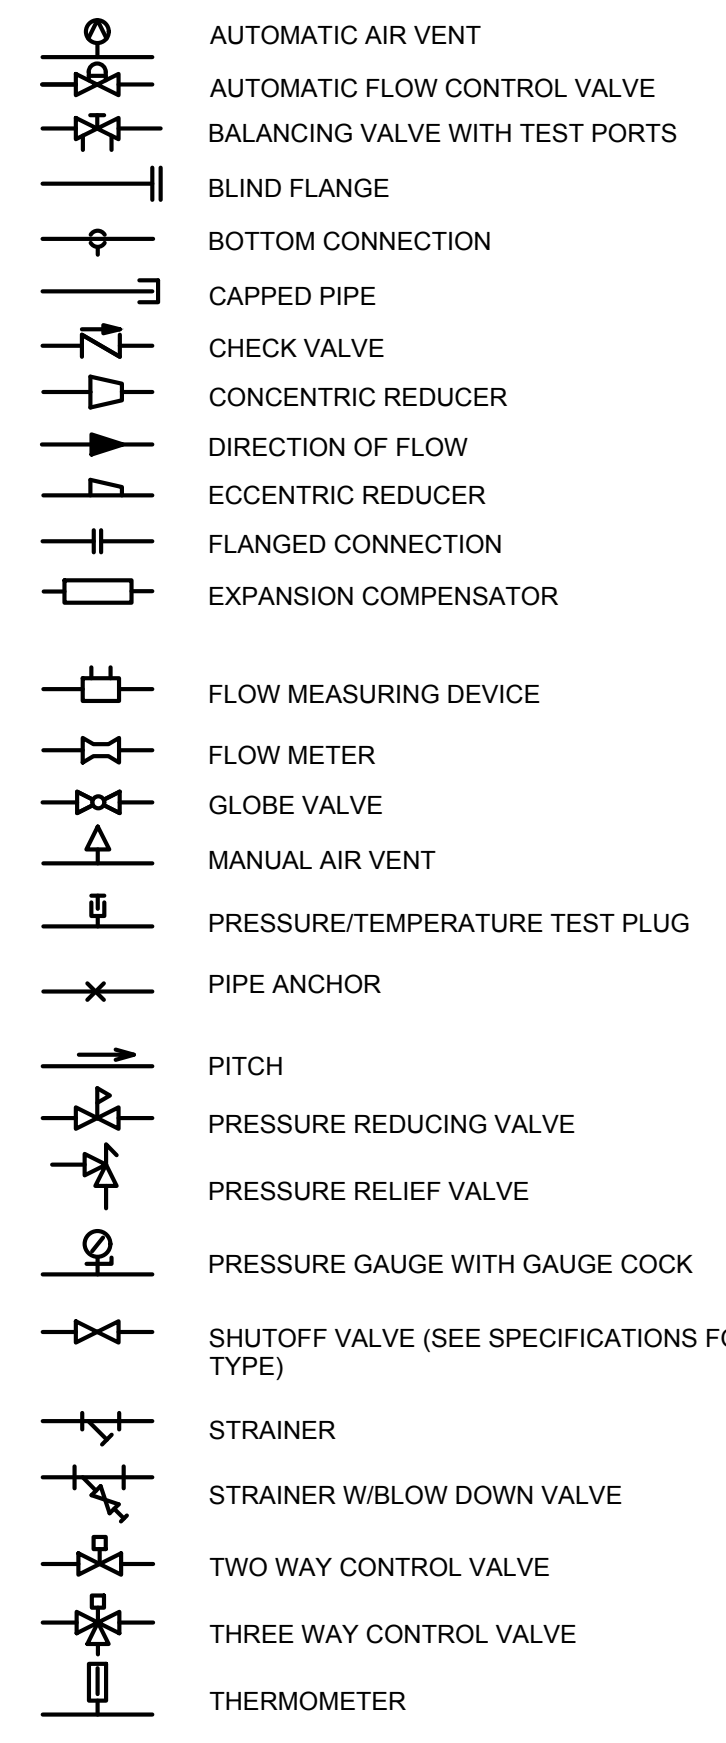 AUTOMATIC AIR VENT
AUTOMATIC FLOW CONTROL VALVE
BALANCING VALVE WITH TEST PORTS
BLIND FLANGE
BOTTOM CONNECTION
CAPPED PIPE
CHECK VALVE
CONCENTRIC REDUCER
DIRECTION OF FLOW
ECCENTRIC REDUCER
FLANGED CONNECTION
EXPANSION COMPENSATOR
FLOW MEASURING DEVICE
FLOW METER
GLOBE VALVE
MANUAL AIR VENT
PRESSURE/TEMPERATURE TEST PLUG
PIPE ANCHOR
PITCH
PRESSURE REDUCING VALVE
PRESSURE RELIEF VALVE
PRESSURE GAUGE WITH GAUGE COCK
SHUTOFF VALVE (SEE SPECIFICATIONS
TYPE)
STRAINER
STRAINER W/BLOW DOWN VALVE
TWO WAY CONTROL VALVE
THREE WAY CONTROL VALVE
THERMOMETER